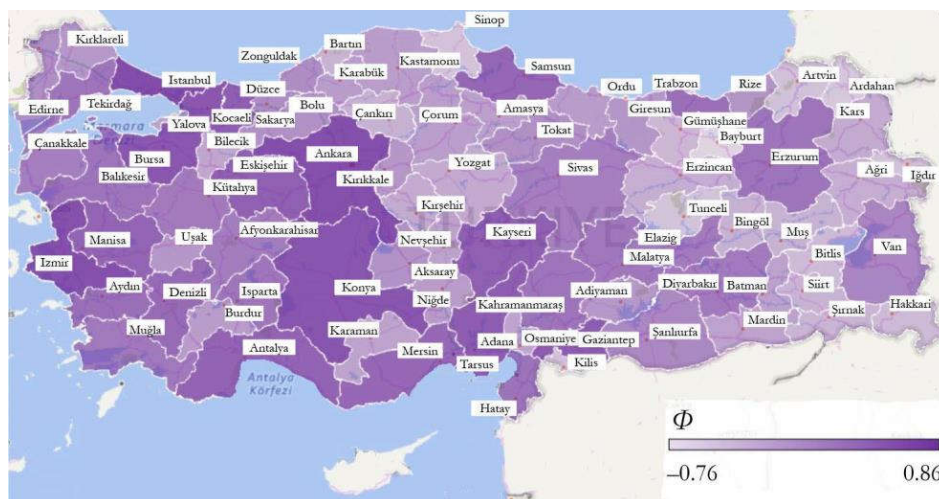 Sinop
Kırklareli
Bartın
Zonguldak
Kastamonu
Istanbul
Karabük
Samsun
Ordu
Trabzon
Rize
Artvin
Ardahan
Edirne
Tekirdağ
Düzce
Kocaeli
Bolu
Sakarya
Çankırı
Çorum
Amasya
Giresun
Kars
Yalova
Bilecik
Tokat
Gümüşhane
Bayburt
Çanakkale
Bursa
Ankara
Eskişehir
Erzurum
Balıkesir
Kırıkkale
Yozgat
Sivas
Erzincan
Ağri
Iğdır
Kütahya
Kırşehir
Tunceli
Bingöl
Manisa
Uşak
Afyonkarahisar
Nevşehir
Kayseri
Elazig
Muş
Van
Izmir
Malatya
Bitlis
Aksaray
Aydın
Denizli
Isparta
Konya
Niğde
Kahramanmaraş
Adiyaman
Diyarbakır
Batman
Siirt
Burdur
Hakkari
Muğla
Karaman
Mersin
Adana
Osmaniye
Gaziantep
Şanlıurfa
Mardin
Şırnak
Antalya
Tarsus
Kilis
Antalya
Körfezi
Hatay
Φ
–0.76
0.86